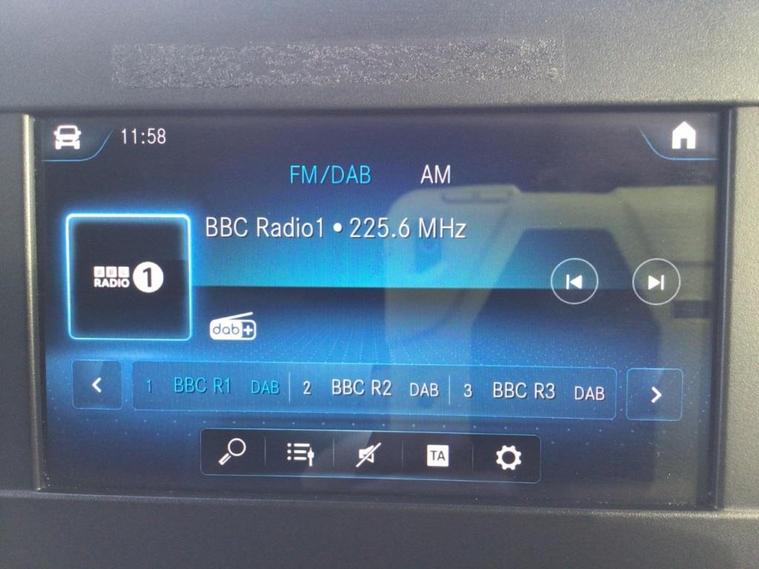 11:58
FM/DAB AM
BBC Radio1 • 225.6 MHz
BBC
RADIO 1
dab+
1 BBC R1 DAB 2 BBC R2 DAB 3 BBC R3 DAB
TA